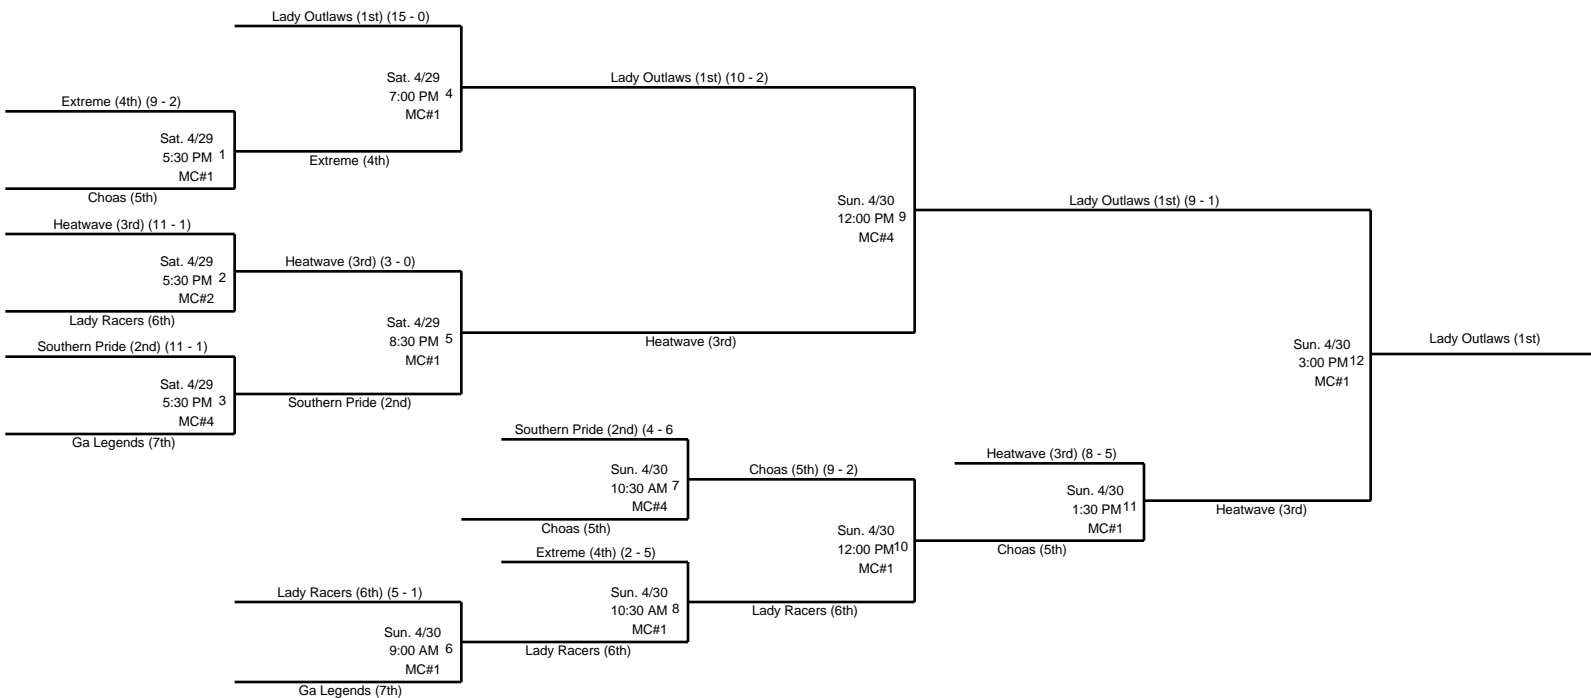 Lady Outlaws (1st) (15 - 0)
Sat. 4/29
7:00 PM 4
MC#1
Lady Outlaws (1st) (10 - 2)
Extreme (4th) (9 - 2)
Sat. 4/29
5:30 PM 1
MC#1
Extreme (4th)
Choas (5th)
Sun. 4/30
12:00 PM 9
MC#4
Lady Outlaws (1st) (9 - 1)
Heatwave (3rd) (11 - 1)
Sat. 4/29
5:30 PM 2
MC#2
Heatwave (3rd) (3 - 0)
Lady Racers (6th)
Sat. 4/29
8:30 PM 5
MC#1
Heatwave (3rd)
Southern Pride (2nd) (11 - 1)
Sat. 4/29
5:30 PM 3
MC#4
Southern Pride (2nd)
Ga Legends (7th)
Sun. 4/30
3:00 PM 12
MC#1
Lady Outlaws (1st)
Southern Pride (2nd) (4 - 6
Sun. 4/30
10:30 AM 7
MC#4
Choas (5th) (9 - 2)
Choas (5th)
Heatwave (3rd) (8 - 5)
Sun. 4/30
1:30 PM 11
MC#1
Heatwave (3rd)
Sun. 4/30
12:00 PM 10
MC#1
Choas (5th)
Extreme (4th) (2 - 5)
Sun. 4/30
10:30 AM 8
MC#1
Lady Racers (6th)
Lady Racers (6th) (5 - 1)
Sun. 4/30
9:00 AM 6
MC#1
Lady Racers (6th)
Ga Legends (7th)